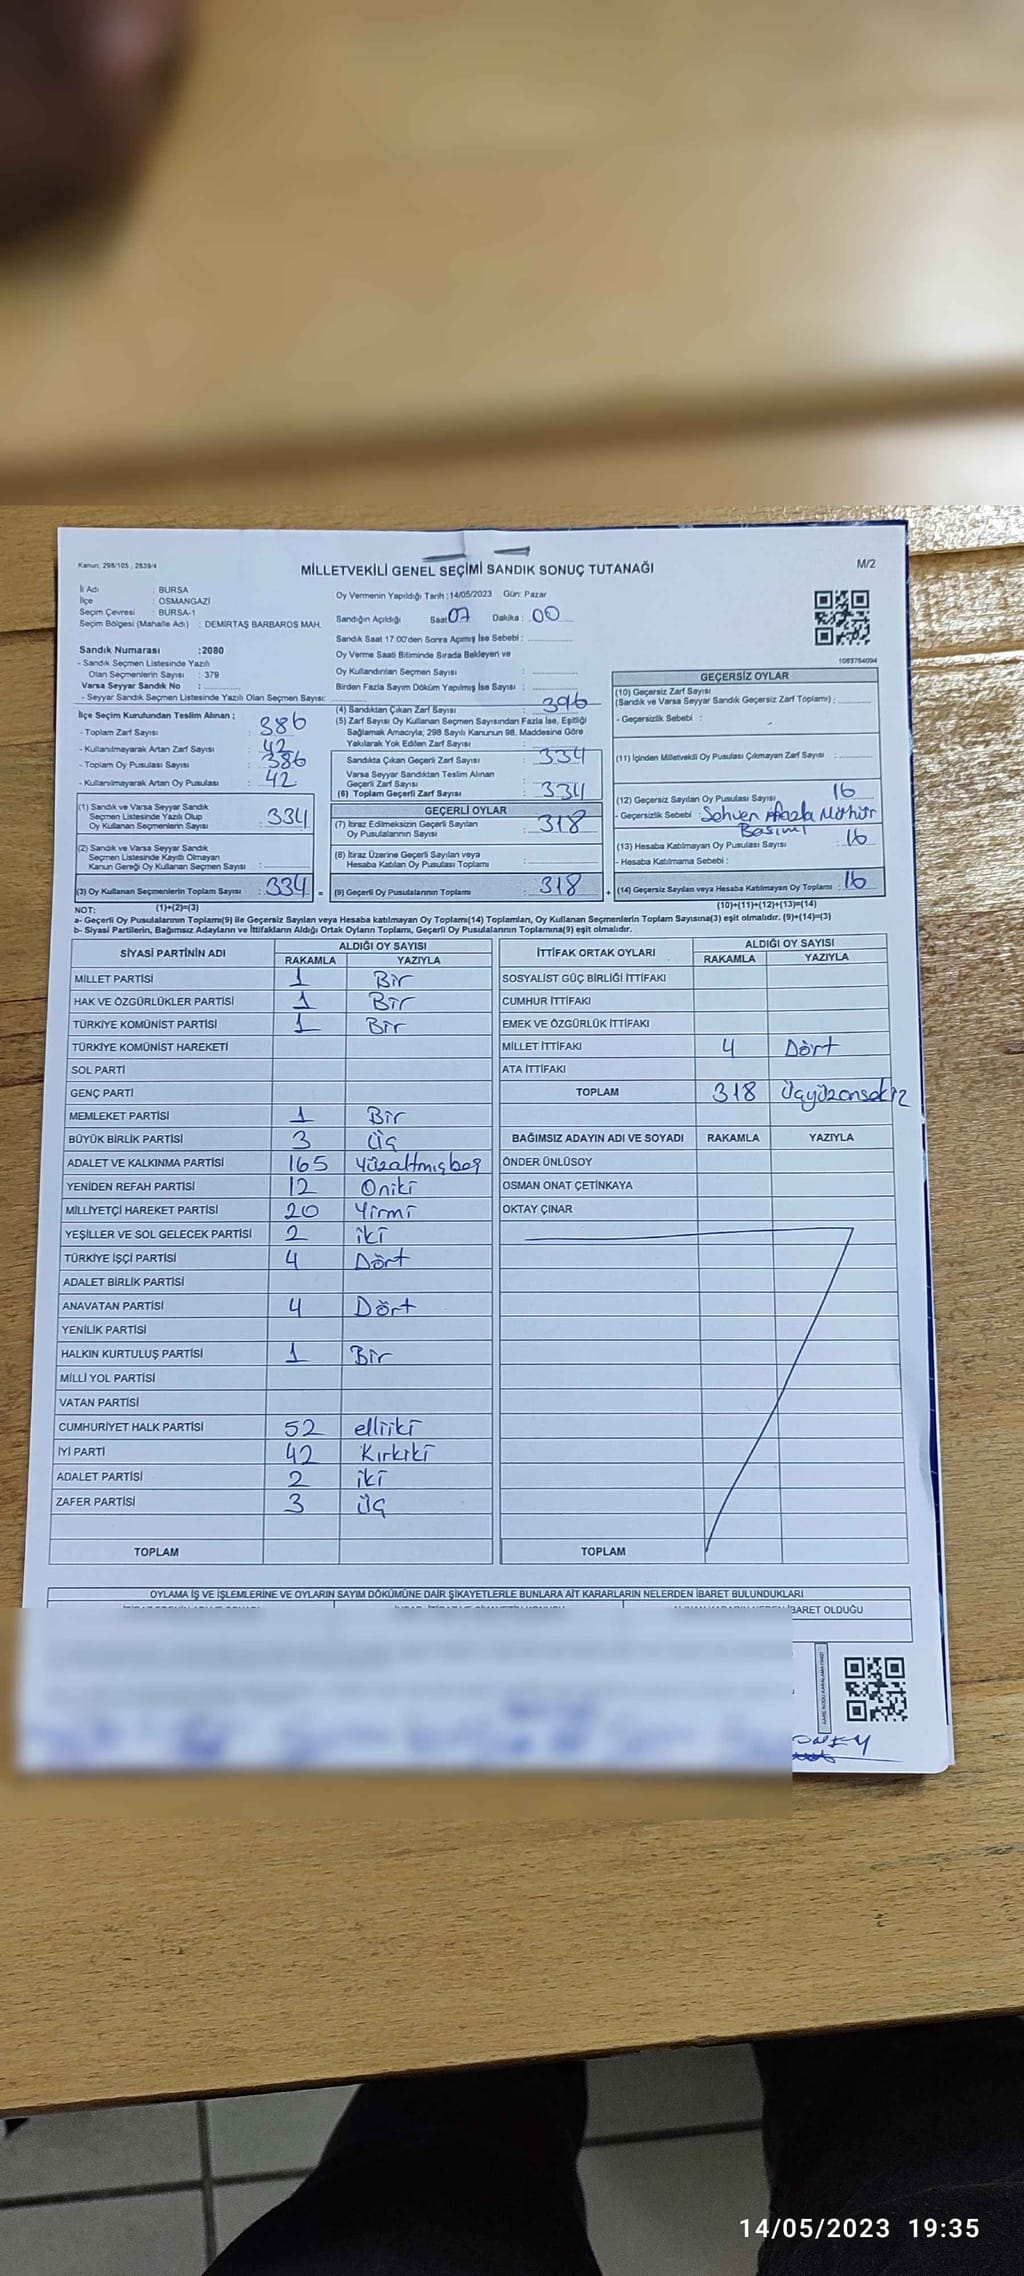 Kanun, 298/105 , 2839/4
MİLLETVEKİLİ GENEL SEÇİMİ SANDIK SONUÇ TUTANAĞI
M/2
İl Adı : BURSA
İlçe : OSMANGAZİ
Seçim Çevresi : BURSA-1
Seçim Bölgesi (Mahalle Adı) : DEMİRTAŞ BARBAROS MAH.
Oy Vermenin Yapıldığı Tarih :14/05/2023 Gün: Pazar
Sandığın Açıldığı Saat 07 Dakika : 00
Sandık Saat 17:00'den Sonra Açımış İse Sebebi :
Oy Verme Saati Bitiminde Sırada Bekleyen ve
Oy Kullandırılan Seçmen Sayısı :
Birden Fazla Sayım Döküm Yapılmış İse Sayısı :
1083764094
Sandık Numarası :2080
- Sandık Seçmen Listesinde Yazılı
Olan Seçmenlerin Sayısı : 379
Varsa Seyyar Sandık No :
- Seyyar Sandık Seçmen Listesinde Yazılı Olan Seçmen Sayısı:
İlçe Seçim Kurulundan Teslim Alınan ;
- Toplam Zarf Sayısı : 386
- Kullanılmayarak Artan Zarf Sayısı : 42
- Toplam Oy Pusulası Sayısı : 386
- Kullanılmayarak Artan Oy Pusulası : 42
(1) Sandık ve Varsa Seyyar Sandık
Seçmen Listesinde Yazılı Olup
Oy Kullanan Seçmenlerin Sayısı : 334
(2) Sandık ve Varsa Seyyar Sandık
Seçmen Listesinde Kayıtlı Olmayan
Kanun Gereği Oy Kullanan Seçmen Sayısı :
(3) Oy Kullanan Seçmenlerin Toplam Sayısı : 334 =
(1)+(2)=(3)
(4) Sandıktan Çıkan Zarf Sayısı : 396
(5) Zarf Sayısı Oy Kullanan Seçmen Sayısından Fazla İse, Eşitliği
Sağlamak Amacıyla, 298 Sayılı Kanunun 98. Maddesine Göre
Yakılarak Yok Edilen Zarf Sayısı :
Sandıkta Çıkan Geçerli Zarf Sayısı : 334
Varsa Seyyar Sandıktan Teslim Alınan
Geçerli Zarf Sayısı :
(6) Toplam Geçerli Zarf Sayısı : 334
GEÇERLİ OYLAR
(7) İtiraz Edilmeksizin Geçerli Sayılan
Oy Pusulalarının Sayısı : 318
(8) İtiraz Üzerine Geçerli Sayılan veya
Hesaba Katılan Oy Pusulası Toplamı :
(9) Geçerli Oy Pusulalarının Toplamı : 318 +
GEÇERSİZ OYLAR
(10) Geçersiz Zarf Sayısı
(Sandık ve Varsa Seyyar Sandık Geçersiz Zarf Toplamı) :
- Geçersizlik Sebebi :
(11) İçinden Milletvekili Oy Pusulası Çıkmayan Zarf Sayısı :
(12) Geçersiz Sayılan Oy Pusulası Sayısı : 16
- Geçersizlik Sebebi : Sehven Fazla Mühür
Basımı
(13) Hesaba Katılmayan Oy Pusulası Sayısı : 16
- Hesaba Katılmama Sebebi :
(14) Geçersiz Sayılan veya Hesaba Katılmayan Oy Toplamı : 16
(10)+(11)+(12)+(13)=(14)
NOT:
a- Geçerli Oy Pusulalarının Toplamı(9) ile Geçersiz Sayılan veya Hesaba katılmayan Oy Toplamı(14) Toplamları, Oy Kullanan Seçmenlerin Toplam Sayısına(3) eşit olmalıdır. (9)+(14)=(3)
b- Siyasi Partilerin, Bağımsız Adayların ve İttifakların Aldığı Ortak Oyların Toplamı, Geçerli Oy Pusulalarının Toplamına(9) eşit olmalıdır.
SİYASİ PARTİNİN ADI ALDIĞI OY SAYISI
RAKAMLA YAZIYLA
MİLLET PARTİSİ 1 Bir
HAK VE ÖZGÜRLÜKLER PARTİSİ 1 Bir
TÜRKİYE KOMÜNİST PARTİSİ 1 Bir
TÜRKİYE KOMÜNİST HAREKETİ
SOL PARTİ
GENÇ PARTİ
MEMLEKET PARTİSİ 1 Bir
BÜYÜK BİRLİK PARTİSİ 3 üç
ADALET VE KALKINMA PARTİSİ 165 Yüzaltmışbeş
YENİDEN REFAH PARTİSİ 12 Oniki
MİLLİYETÇİ HAREKET PARTİSİ 20 Yirmi
YEŞİLLER VE SOL GELECEK PARTİSİ 2 iki
TÜRKİYE İŞÇİ PARTİSİ 4 Dört
ADALET BİRLİK PARTİSİ
ANAVATAN PARTİSİ 4 Dört
YENİLİK PARTİSİ
HALKIN KURTULUŞ PARTİSİ 1 Bir
MİLLİ YOL PARTİSİ
VATAN PARTİSİ
CUMHURİYET HALK PARTİSİ 52 elliiki
İYİ PARTİ 42 Kırkiki
ADALET PARTİSİ 2 iki
ZAFER PARTİSİ 3 üç
TOPLAM
İTTİFAK ORTAK OYLARI ALDIĞI OY SAYISI
RAKAMLA YAZIYLA
SOSYALİST GÜÇ BİRLİĞİ İTTİFAKI
CUMHUR İTTİFAKI
EMEK VE ÖZGÜRLÜK İTTİFAKI
MİLLET İTTİFAKI 4 Dört
ATA İTTİFAKI
TOPLAM 318 Üçyüzonsekiz
BAĞIMSIZ ADAYIN ADI VE SOYADI RAKAMLA YAZIYLA
ÖNDER ÜNLÜSOY
OSMAN ONAT ÇETİNKAYA
OKTAY ÇINAR
TOPLAM
OYLAMA İŞ VE İŞLEMLERİNE VE OYLARIN SAYIM DÖKÜMÜNE DAİR ŞİKAYETLERLE BUNLARA AİT KARARLARIN NELERDEN İBARET BULUNDUKLARI
İBARET OLDUĞU
14/05/2023 19:35